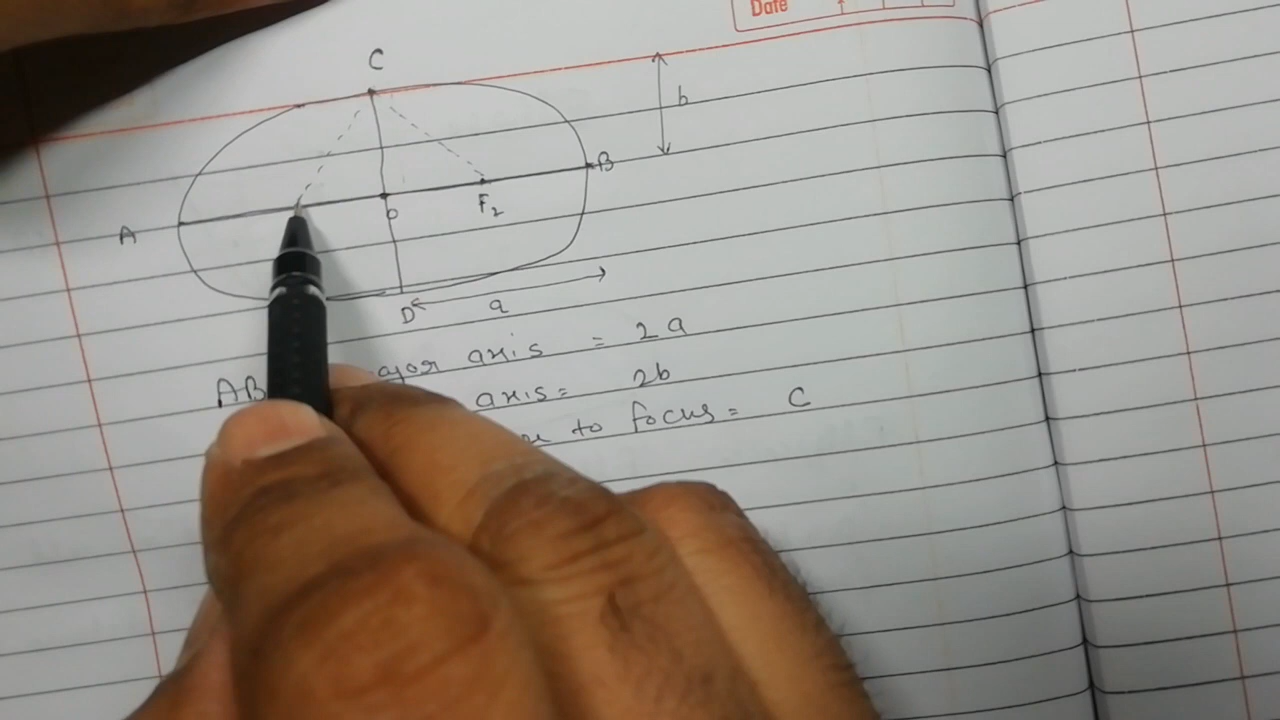 Date
C
b
B
O
F2
A
D
a
AB axis = 2a
axis = 2b
to focus = C